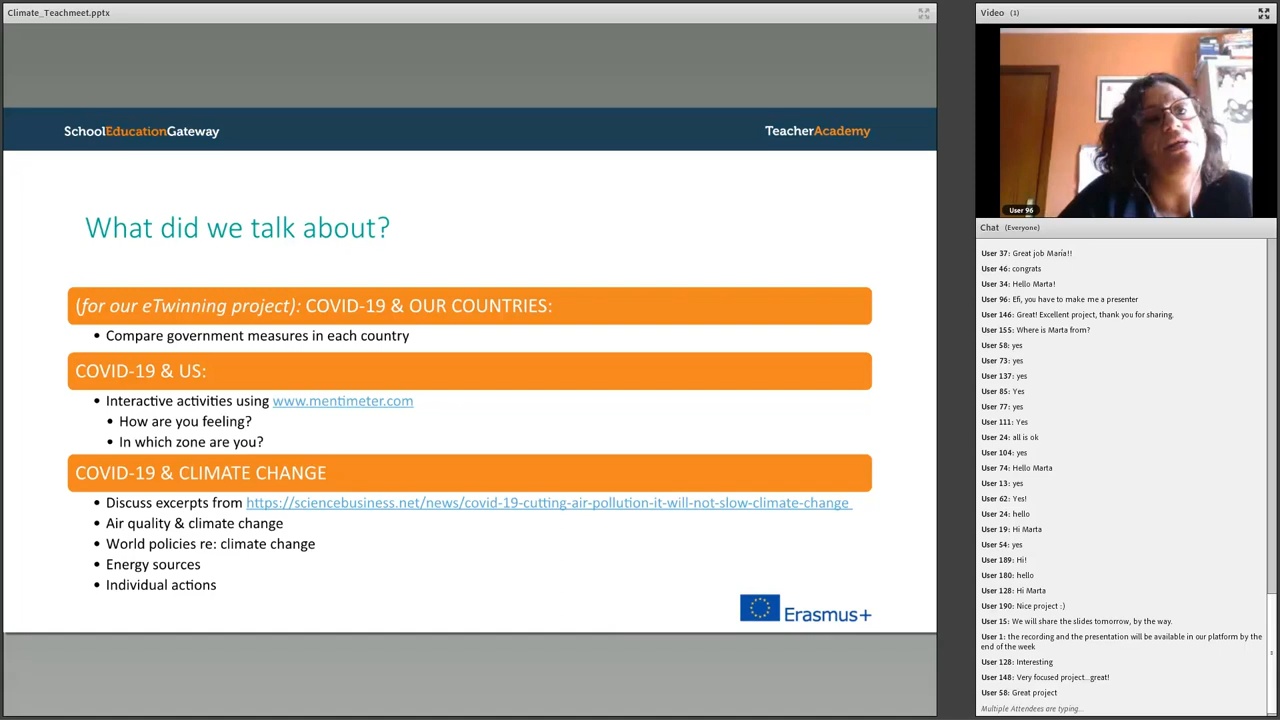 Climate_Teachmeet.pptx
SchoolEducationGateway
TeacherAcademy
What did we talk about?
(for our eTwinning project): COVID-19 & OUR COUNTRIES:
• Compare government measures in each country
COVID-19 & US:
• Interactive activities using www.mentimeter.com
• How are you feeling?
• In which zone are you?
COVID-19 & CLIMATE CHANGE
• Discuss excerpts from https://sciencebusiness.net/news/covid-19-cutting-air-pollution-it-will-not-slow-climate-change
• Air quality & climate change
• World policies re: climate change
• Energy sources
• Individual actions
Erasmus+
Video (1)
User 96
Chat (Everyone)
User 37: Great job María!!
User 46: congrats
User 34: Hello Marta!
User 96: Efi, you have to make me a presenter
User 146: Great! Excellent project, thank you for sharing.
User 155: Where is Marta from?
User 58: yes
User 73: yes
User 137: yes
User 85: Yes
User 77: yes
User 111: Yes
User 24: all is ok
User 104: yes
User 74: Hello Marta
User 13: yes
User 62: Yes!
User 24: hello
User 19: Hi Marta
User 54: yes
User 189: Hi!
User 180: hello
User 128: Hi Marta
User 190: Nice project :)
User 15: We will share the slides tomorrow, by the way.
User 1: the recording and the presentation will be available in our platform by the
end of the week
User 128: Interesting
User 148: Very focused project...great!
User 58: Great project
Multiple Attendees are typing...